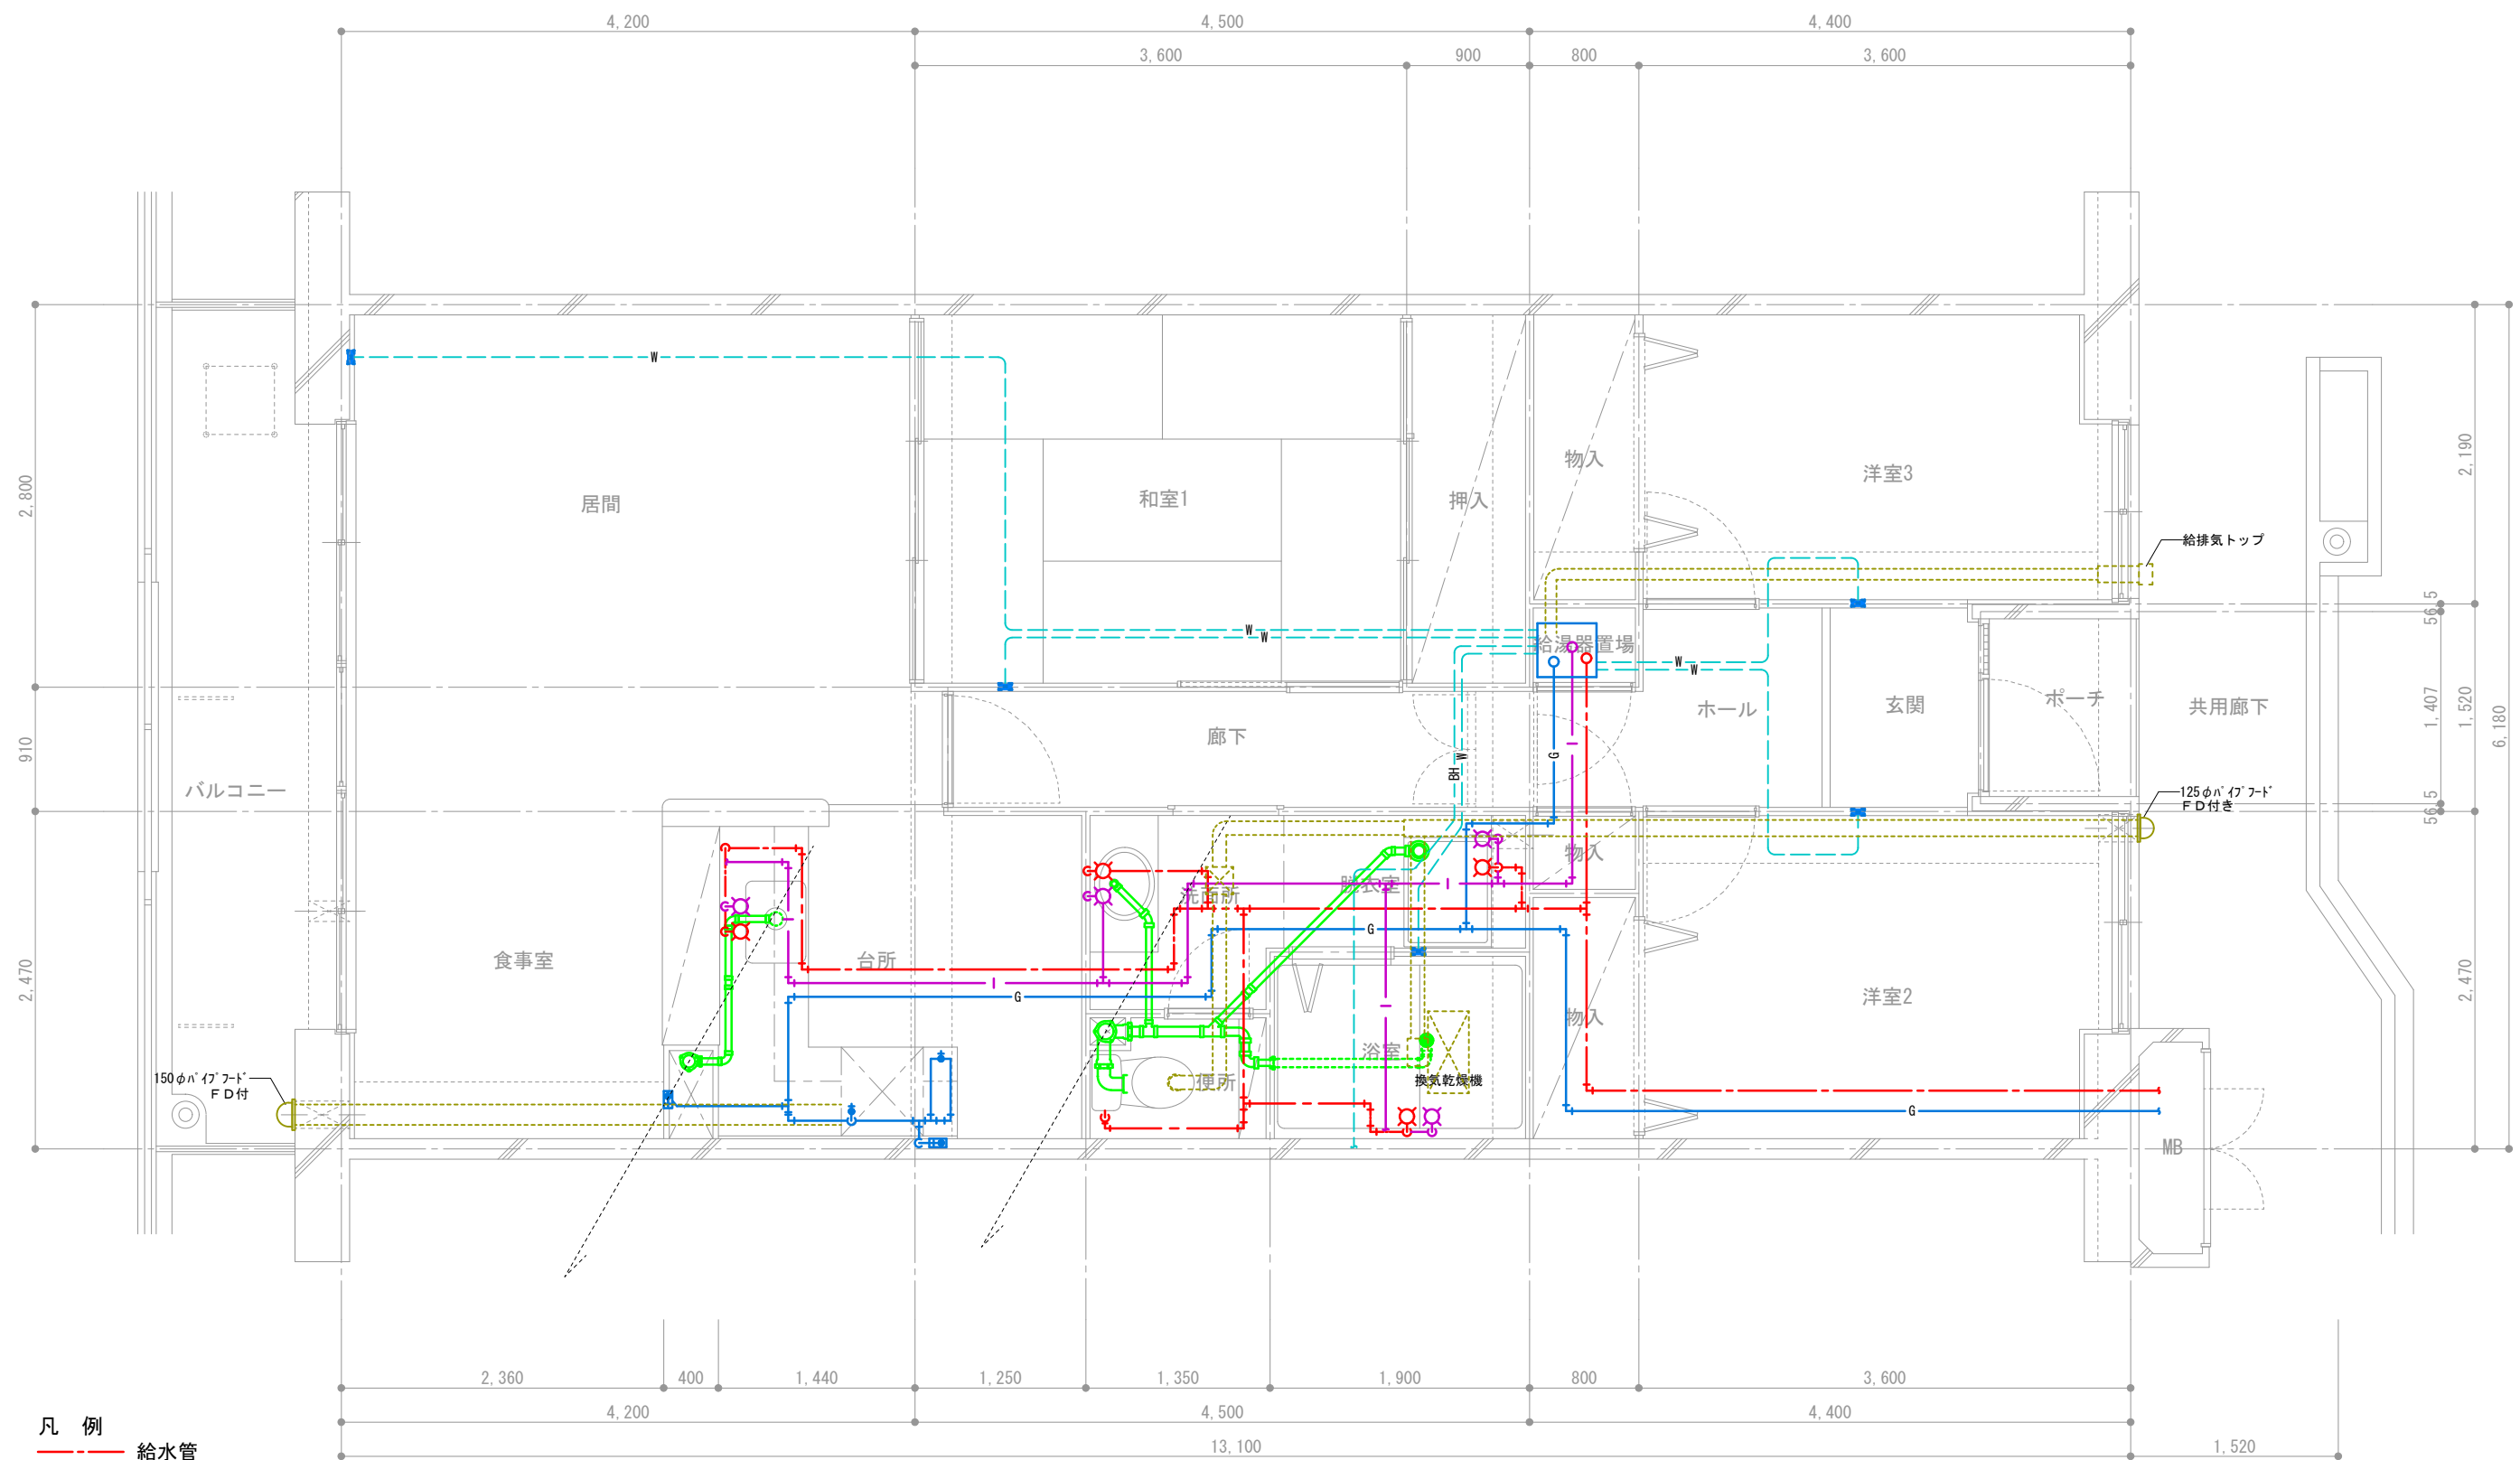 4,200
4,500
4,400
3,600
900
800
3,600
W
2,800
居間
和室1
押入
物入
洋室3
2,190
給排気トップ
56.5
W
W
給湯器置場
W
W
910
バルコニー
廊下
BH
W
G
ホール
玄関
ポーチ
共用廊下
1,407
1,520
6,180
125φﾊﾟｲﾌﾟﾌｰﾄﾞ
FD付き
56.5
物入
洗面所
脱衣室
G
2,470
食事室
台所
G
物入
洋室2
2,470
浴室
便所
換気乾燥機
150φﾊﾟｲﾌﾟﾌｰﾄﾞ
FD付
G
MB
2,360
400
1,440
1,250
1,350
1,900
800
3,600
4,200
4,500
4,400
13,100
1,520
凡 例
給水管